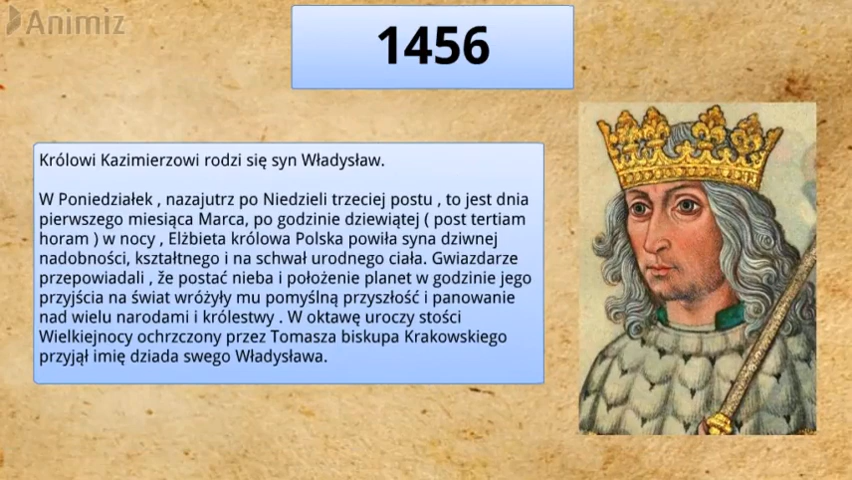 Animiz
1456
Królowi Kazimierzowi rodzi się syn Władysław.
W Poniedziałek , nazajutrz po Niedzieli trzeciej postu , to jest dnia
pierwszego miesiąca Marca, po godzinie dziewiątej ( post tertiam
horam ) w nocy , Elżbieta królowa Polska powiła syna dziwnej
nadobności, kształtnego i na schwał urodnego ciała. Gwiazdarze
przepowiadali , że postać nieba i położenie planet w godzinie jego
przyjścia na świat wróżyły mu pomyślną przyszłość i panowanie
nad wielu narodami i królestwy . W oktawę uroczy stości
Wielkiejnocy ochrzczony przez Tomasza biskupa Krakowskiego
przyjął imię dziada swego Władysława.